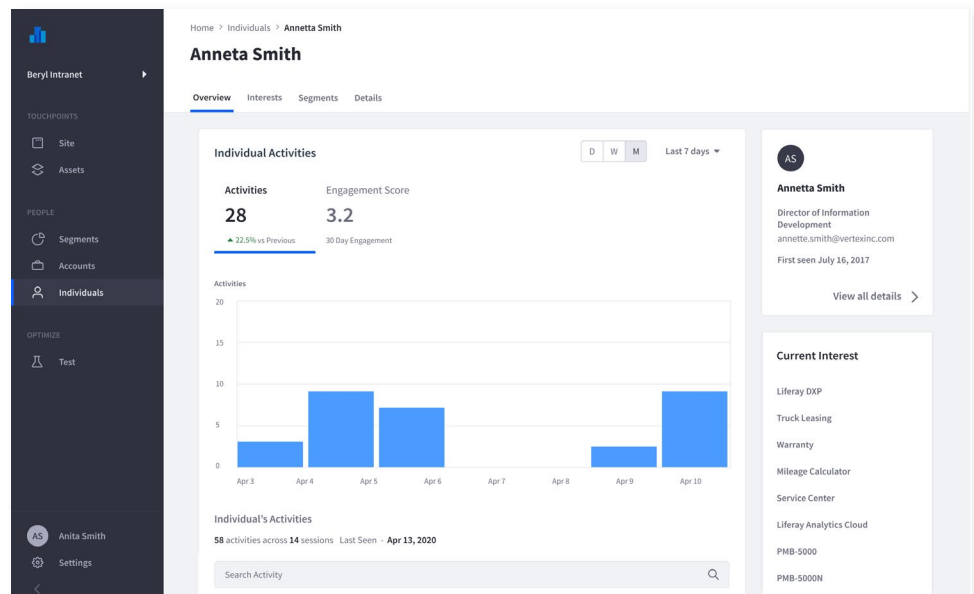 Beryl Intranet
TOUCHPOINTS
Site
Assets
PEOPLE
Segments
Accounts
Individuals
OPTIMIZE
Test
AS Anita Smith
Settings
Home > Individuals > Annetta Smith
Anneta Smith
Overview Interests Segments Details
Individual Activities
D W M Last 7 days
Activities Engagement Score
28 3.2
22.5% vs Previous 30 Day Engagement
Activities
20
15
10
5
0
Apr 3 Apr 4 Apr 5 Apr 6 Apr 7 Apr 8 Apr 9 Apr 10
Individual's Activities
58 activities across 14 sessions Last Seen - Apr 13, 2020
Search Activity
AS
Annetta Smith
Director of Information
Development
annette.smith@vertexinc.com
First seen July 16, 2017
View all details
Current Interest
Liferay DXP
Truck Leasing
Warranty
Mileage Calculator
Service Center
Liferay Analytics Cloud
PMB-5000
PMB-5000N